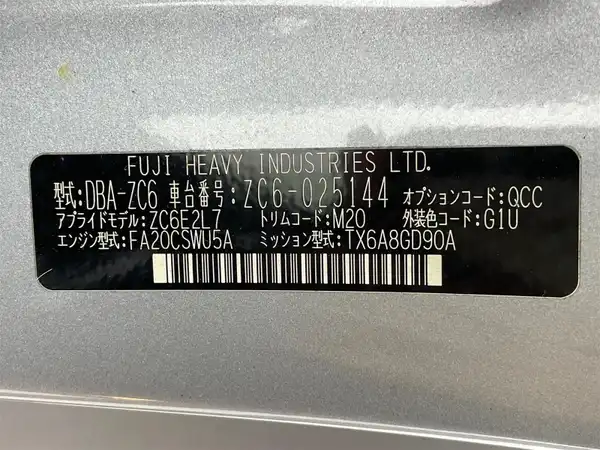 FUJI HEAVY INDUSTRIES LTD.
型式:DBA-ZC6 車台番号:ZC6-025144 オプションコード:QCC
アプライドモデル:ZC6E2L7 トリムコード:M20 外装色コード:G1U
エンジン型式:FA20CSWU5A ミッション型式:TX6A8GD90A